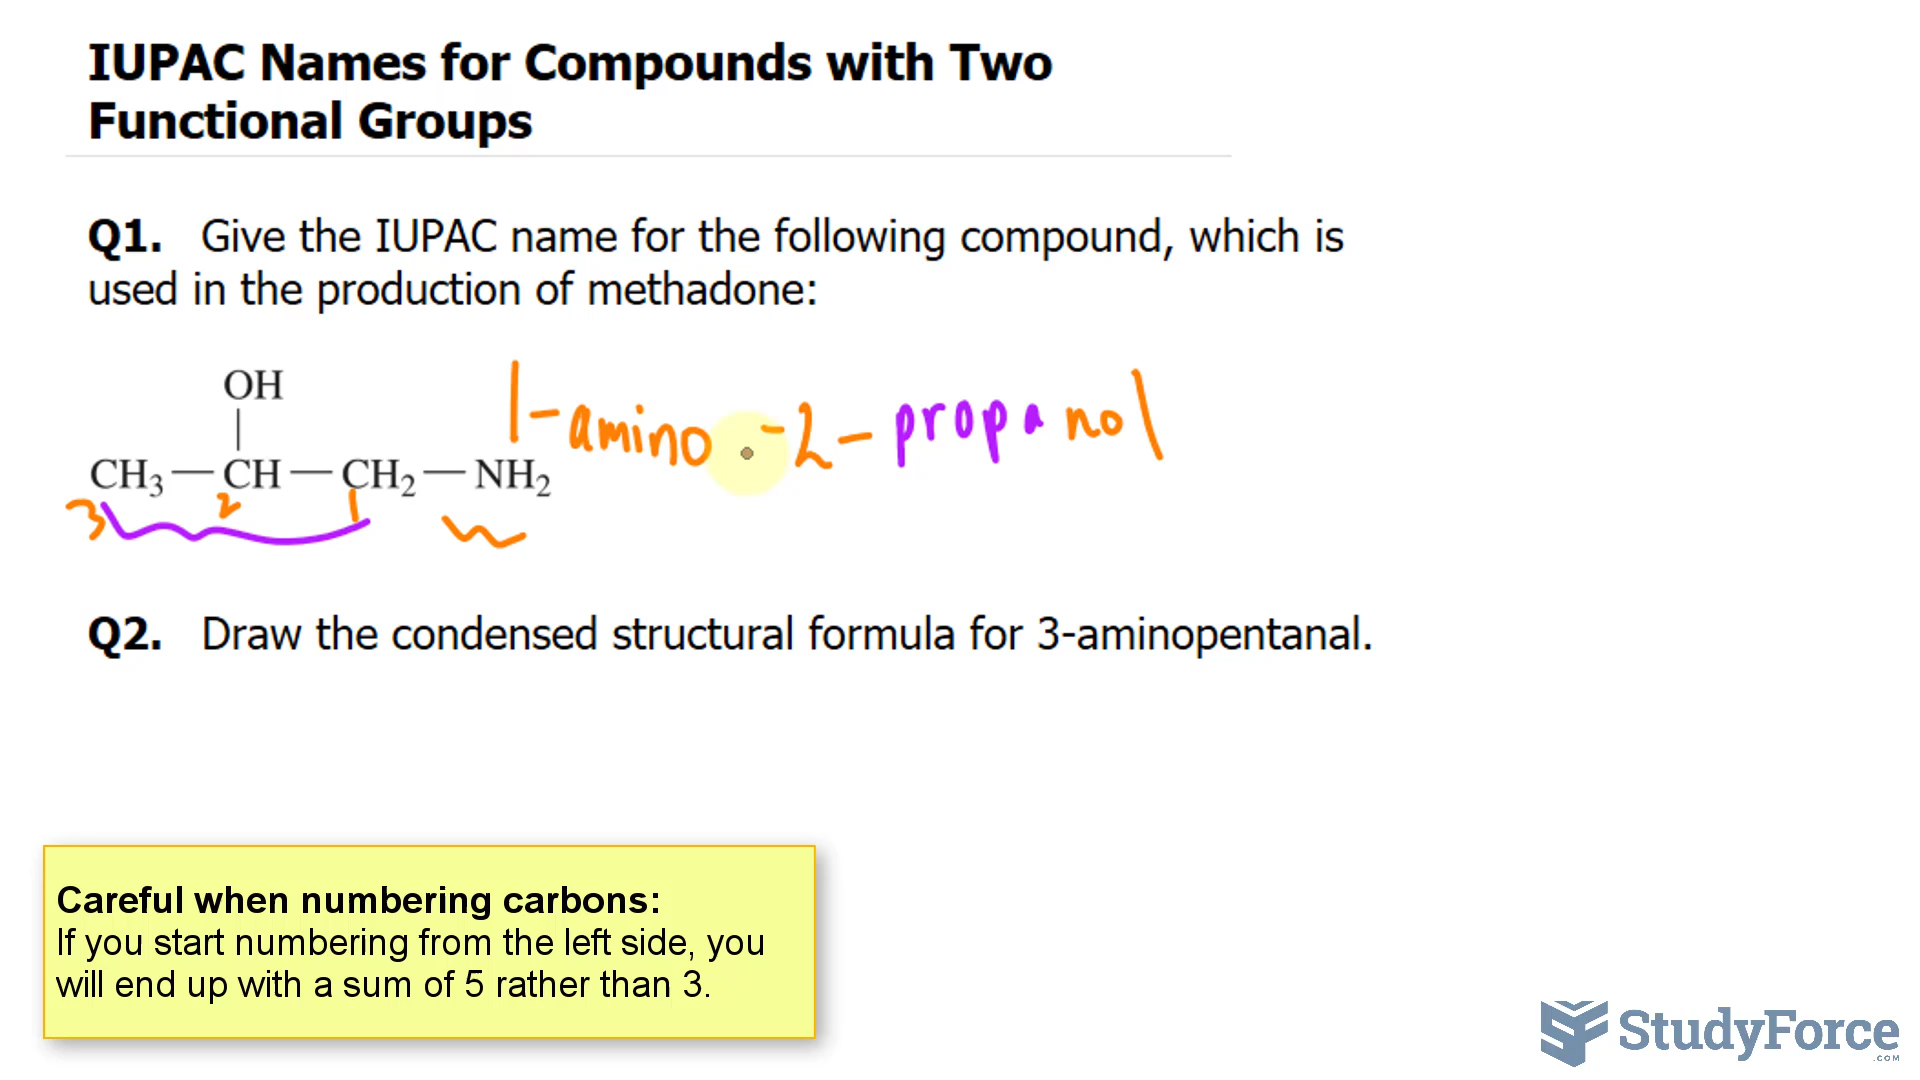 IUPAC Names for Compounds with Two
Functional Groups
Q1. Give the IUPAC name for the following compound, which is
used in the production of methadone:
OH
CH3—CH—CH2—NH2
1-amino-2-propanol
3 2 1
Q2. Draw the condensed structural formula for 3-aminopentanal.
Careful when numbering carbons:
If you start numbering from the left side, you
will end up with a sum of 5 rather than 3.
StudyForce
.COM